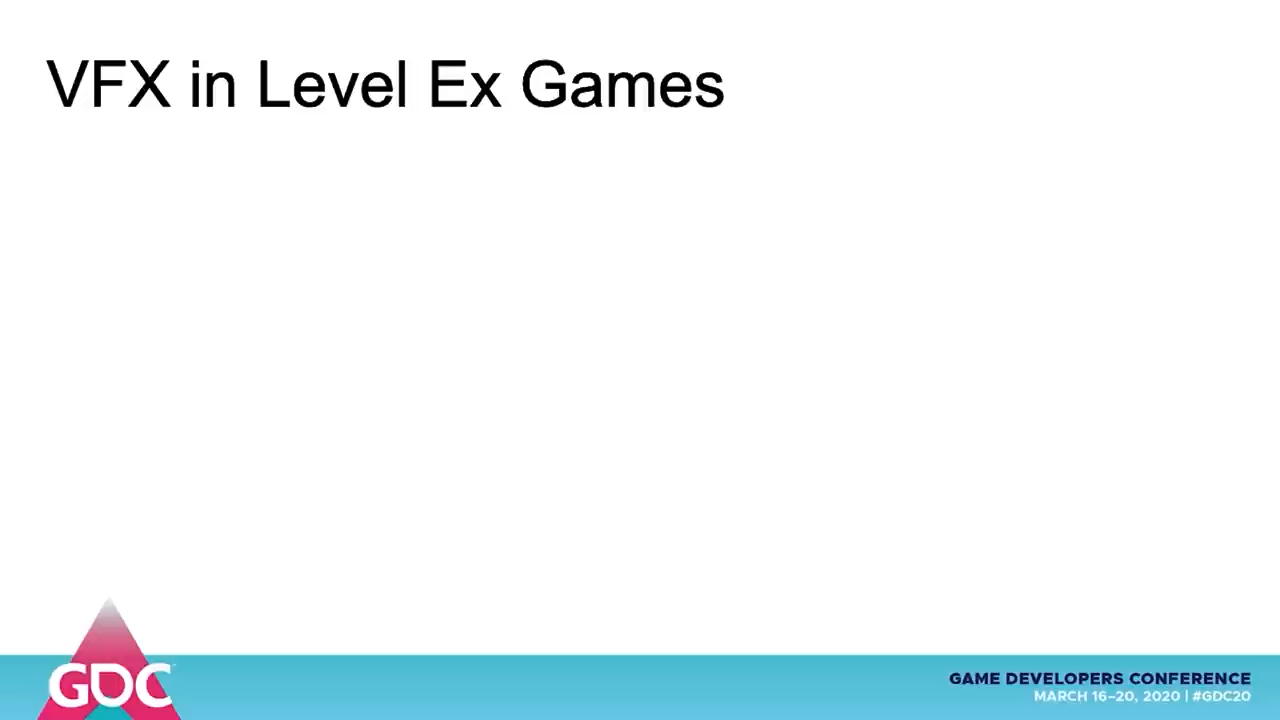 VFX in Level Ex Games
GDC
GAME DEVELOPERS CONFERENCE
MARCH 16–20, 2020 | #GDC20